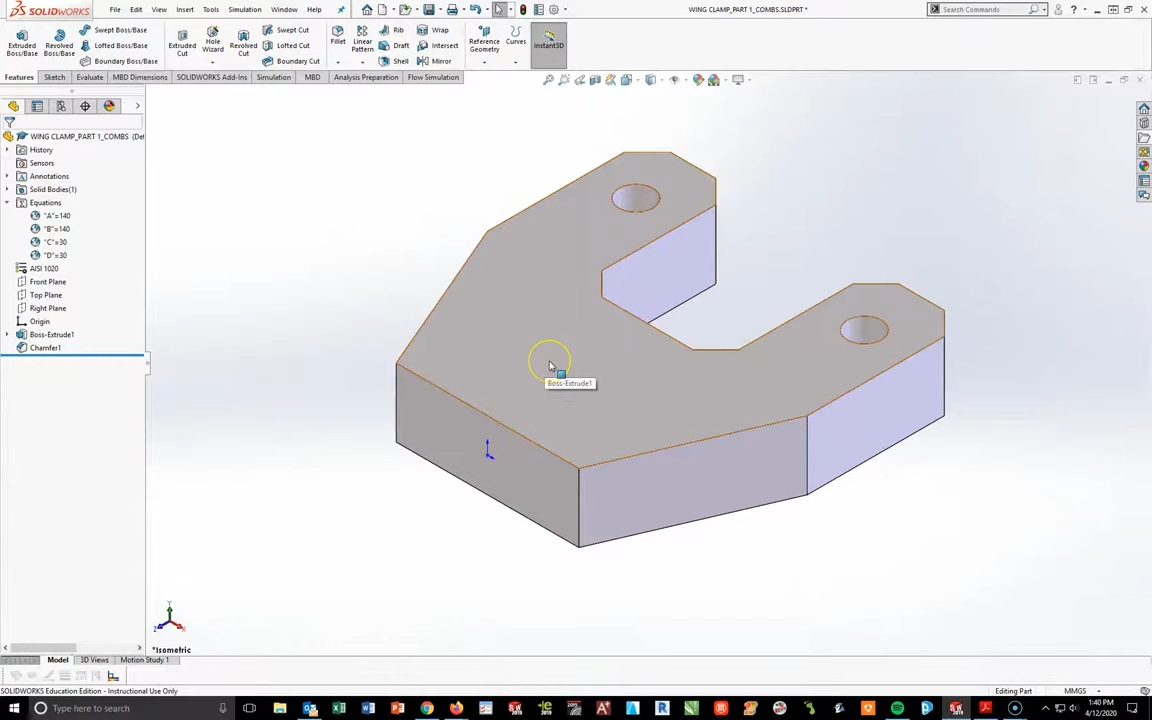 SOLIDWORKS File Edit View Insert Tools Simulation Window Help WING CLAMP_PART 1_COMBS.SLDPRT * Search Commands
Extruded Boss/Base
Revolved Boss/Base
Swept Boss/Base
Lofted Boss/Base
Boundary Boss/Base
Extruded Cut
Hole Wizard
Revolved Cut
Swept Cut
Lofted Cut
Boundary Cut
Fillet
Linear Pattern
Rib
Draft
Shell
Wrap
Intersect
Mirror
Reference Geometry
Curves
Instant3D
Features Sketch Evaluate MBD Dimensions SOLIDWORKS Add-Ins Simulation MBD Analysis Preparation Flow Simulation
WING CLAMP_PART 1_COMBS (De
History
Sensors
Annotations
Solid Bodies(1)
Equations
"A"=140
"B"=140
"C"=30
"D"=30
AISI 1020
Front Plane
Top Plane
Right Plane
Origin
Boss-Extrude1
Chamfer1
Boss-Extrude1
Y
Z
X
*Isometric
Model 3D Views Motion Study 1
SOLIDWORKS Education Edition - Instructional Use Only Editing Part MMGS
Type here to search
1:40 PM
4/12/2020